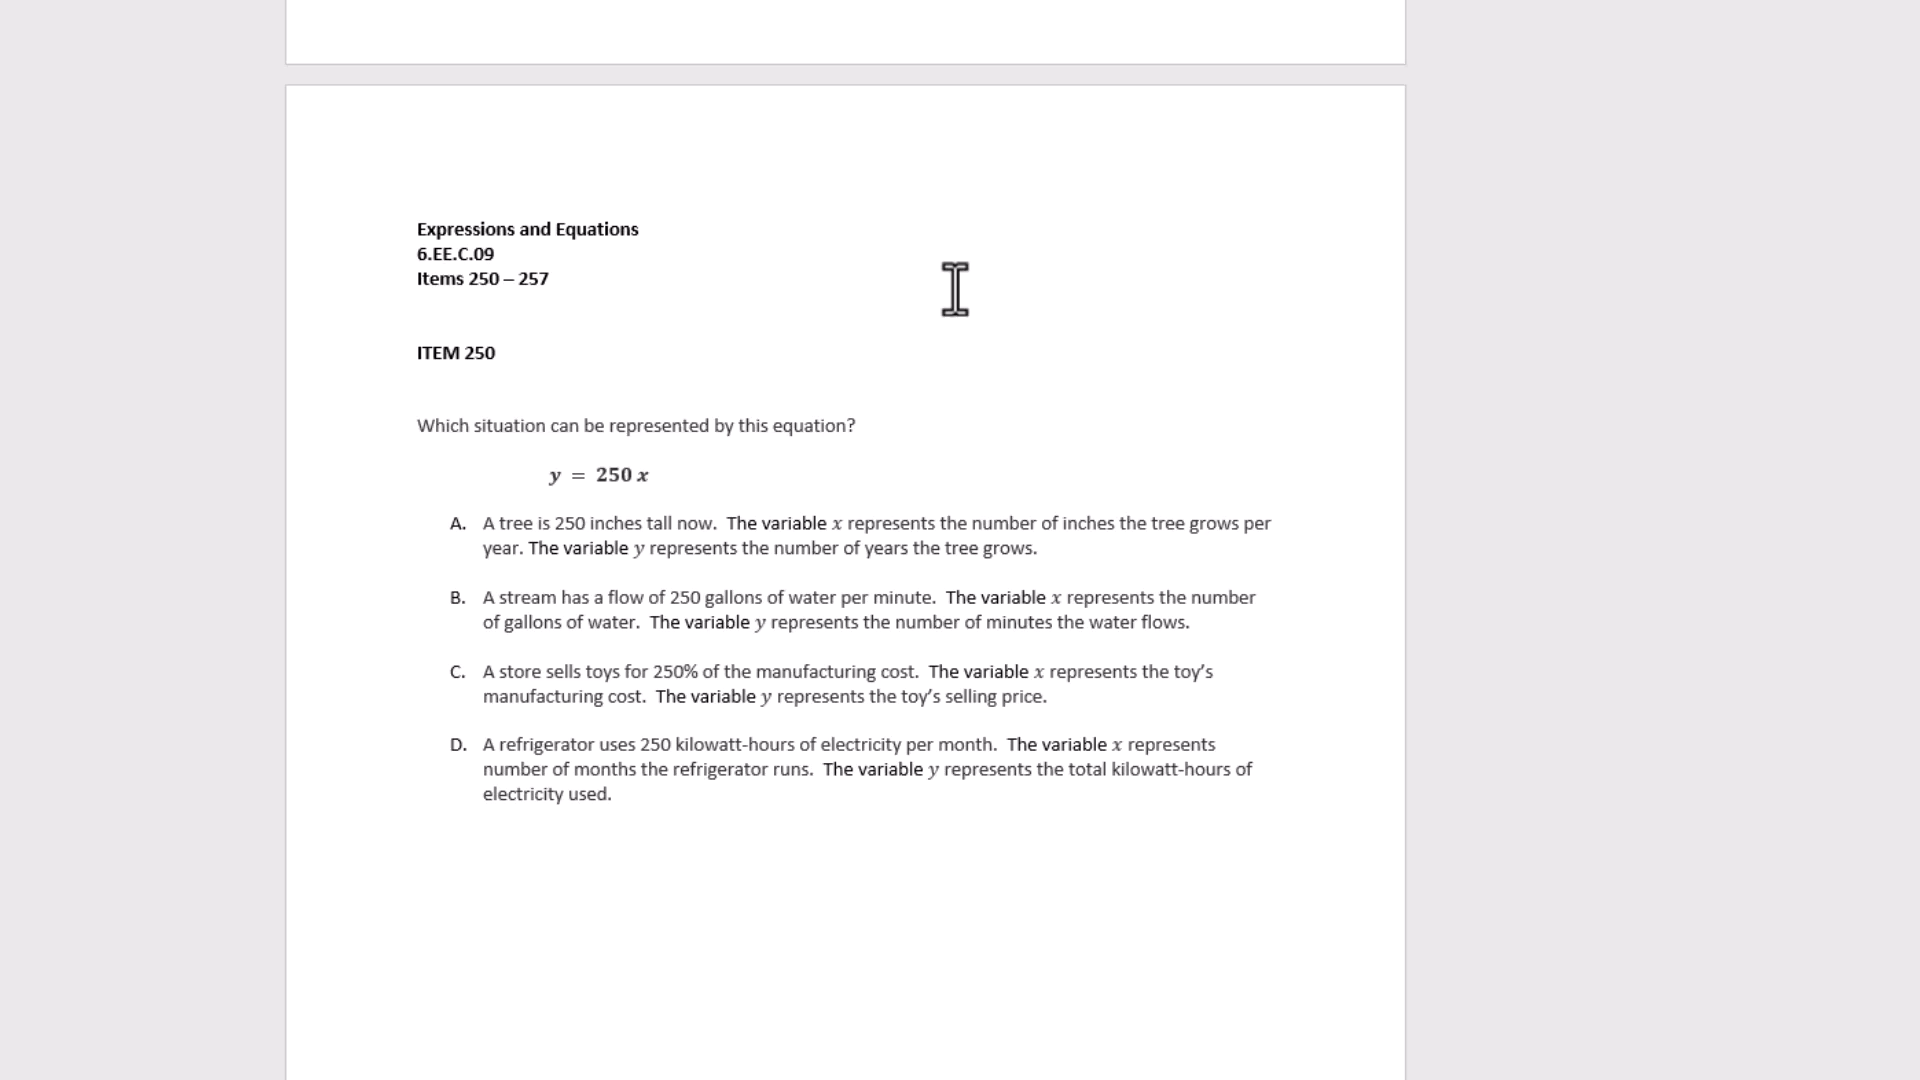 Expressions and Equations
6.EE.C.09
Items 250 – 257
ITEM 250
Which situation can be represented by this equation?
y = 250 x
A. A tree is 250 inches tall now. The variable x represents the number of inches the tree grows per
year. The variable y represents the number of years the tree grows.
B. A stream has a flow of 250 gallons of water per minute. The variable x represents the number
of gallons of water. The variable y represents the number of minutes the water flows.
C. A store sells toys for 250% of the manufacturing cost. The variable x represents the toy’s
manufacturing cost. The variable y represents the toy’s selling price.
D. A refrigerator uses 250 kilowatt-hours of electricity per month. The variable x represents
number of months the refrigerator runs. The variable y represents the total kilowatt-hours of
electricity used.